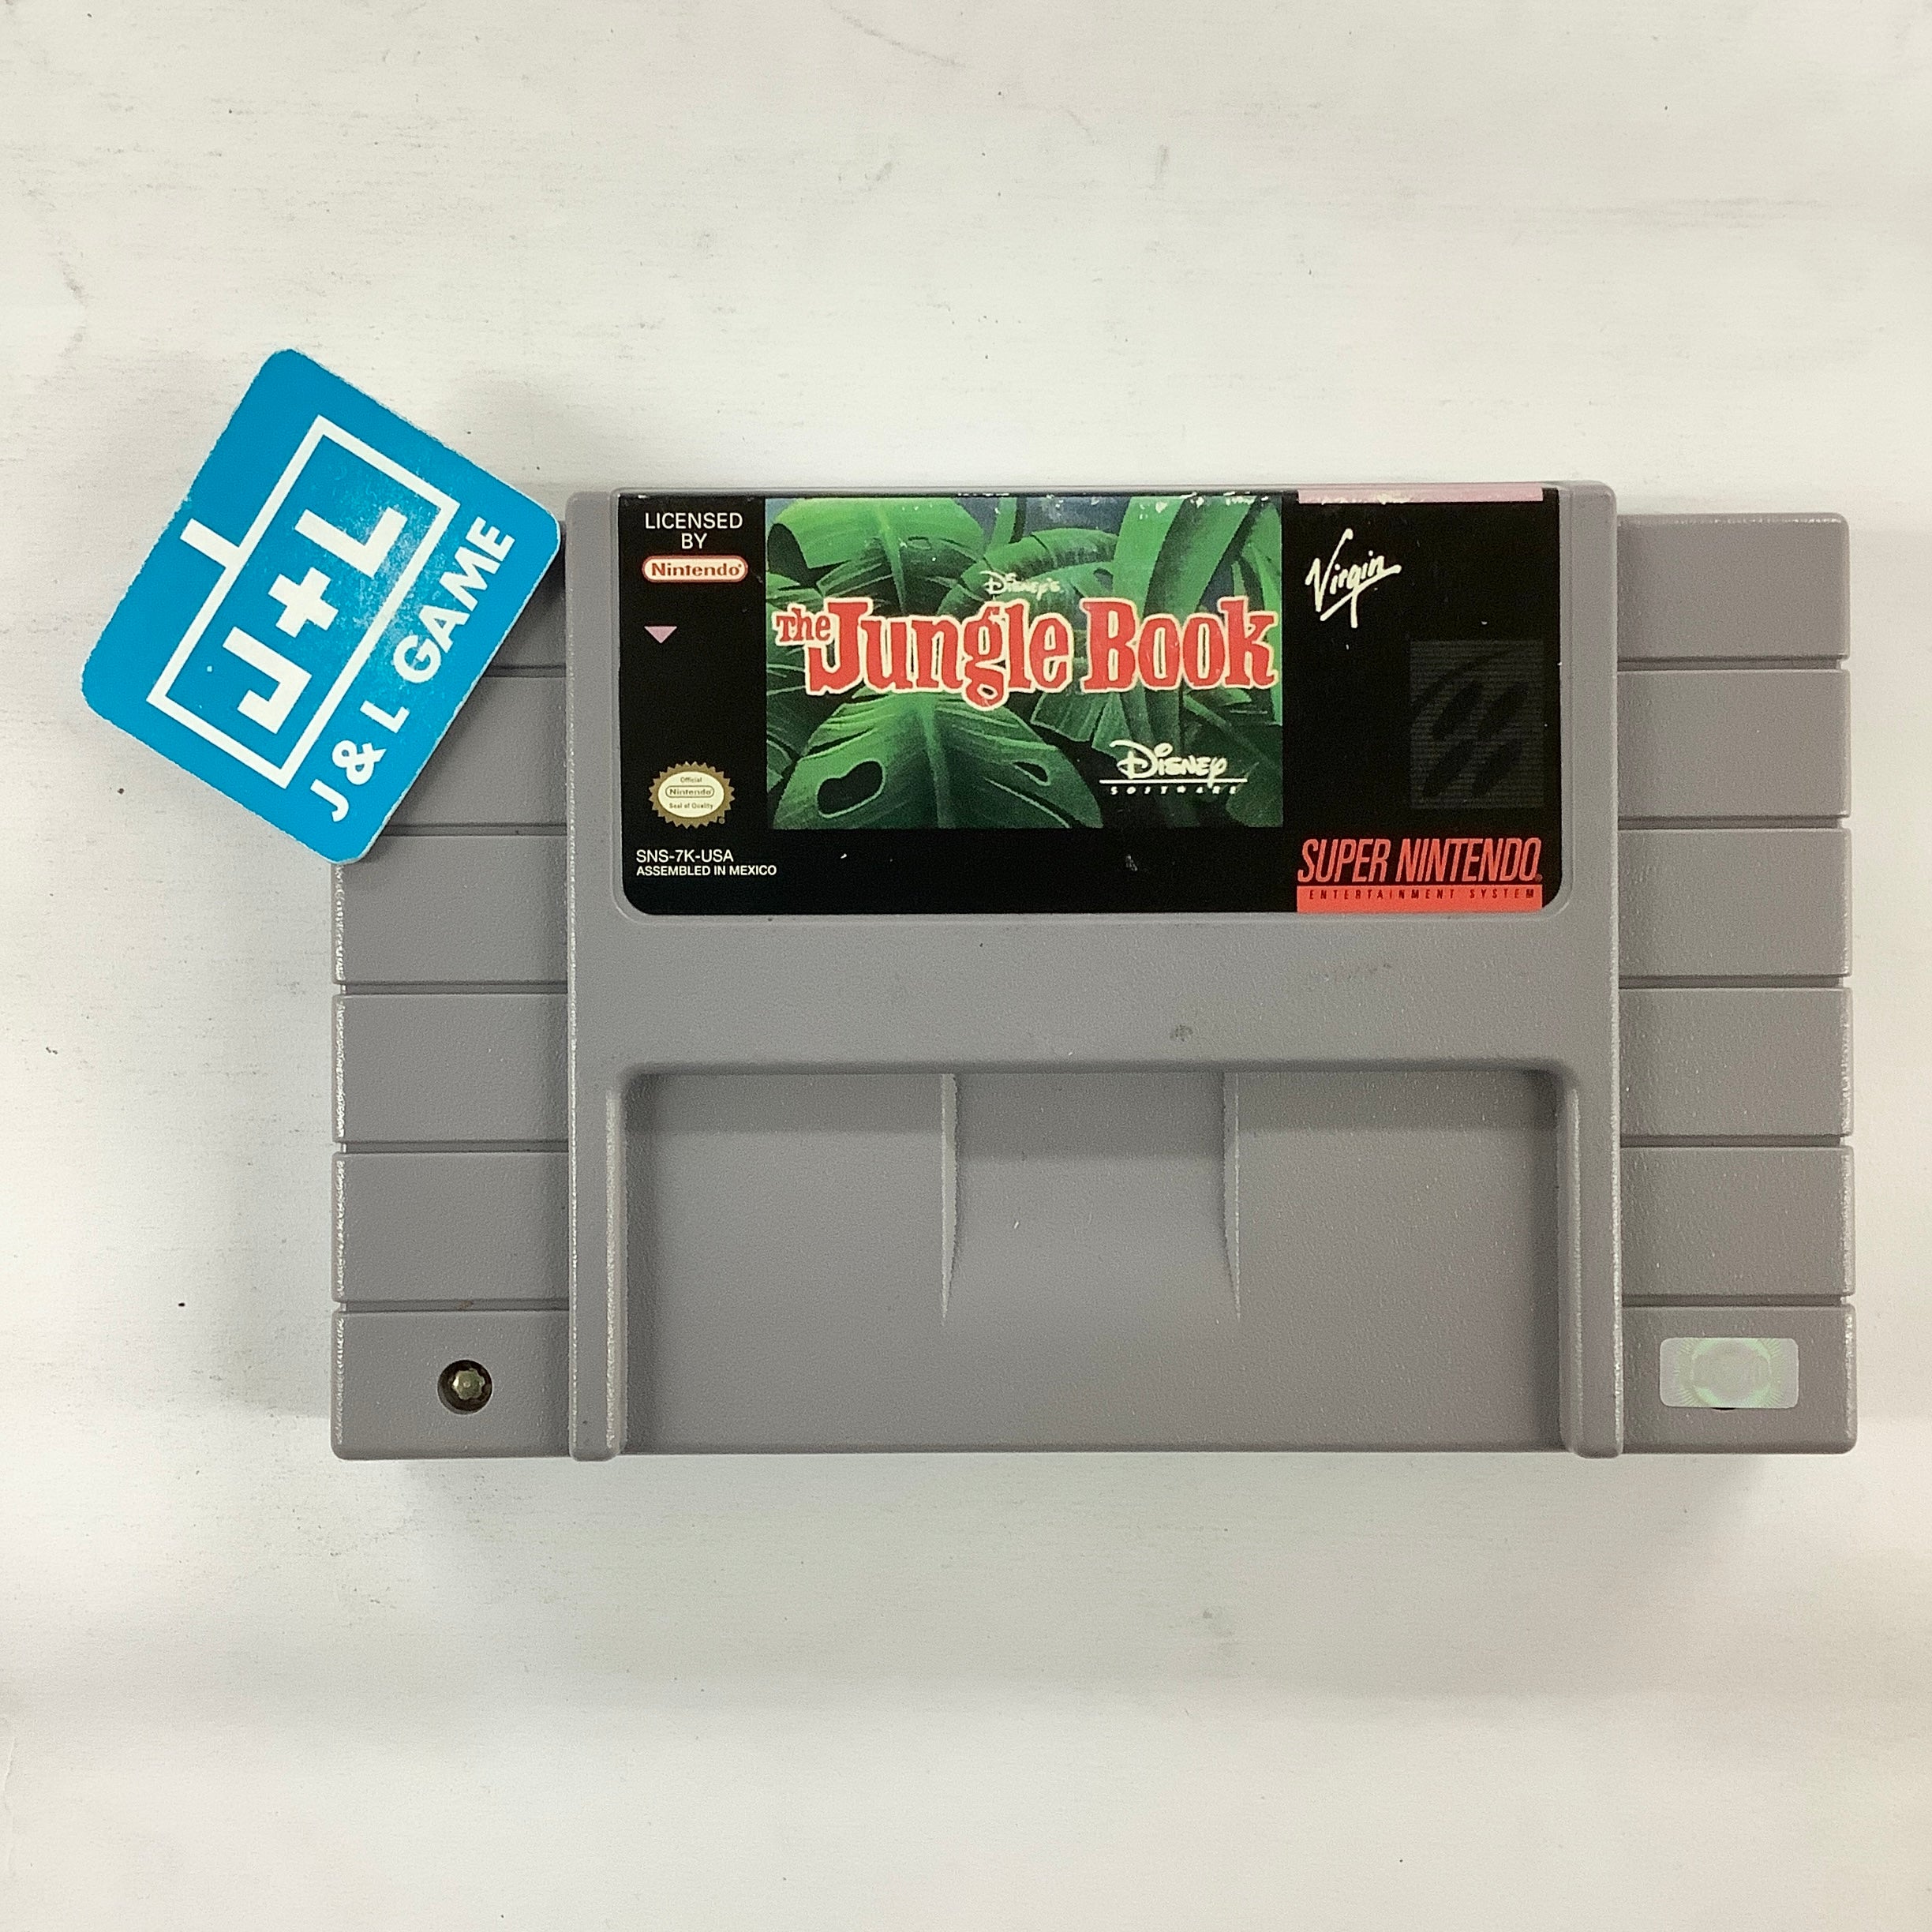 J+L
J & L GAME
LICENSED
BY
Nintendo®
DISNEY'S
The Jungle Book
DISNEY
SOFTWARE
Virgin
Official
Nintendo
Seal of Quality
SNS-7K-USA
ASSEMBLED IN MEXICO
SUPER NINTENDO®
ENTERTAINMENT SYSTEM